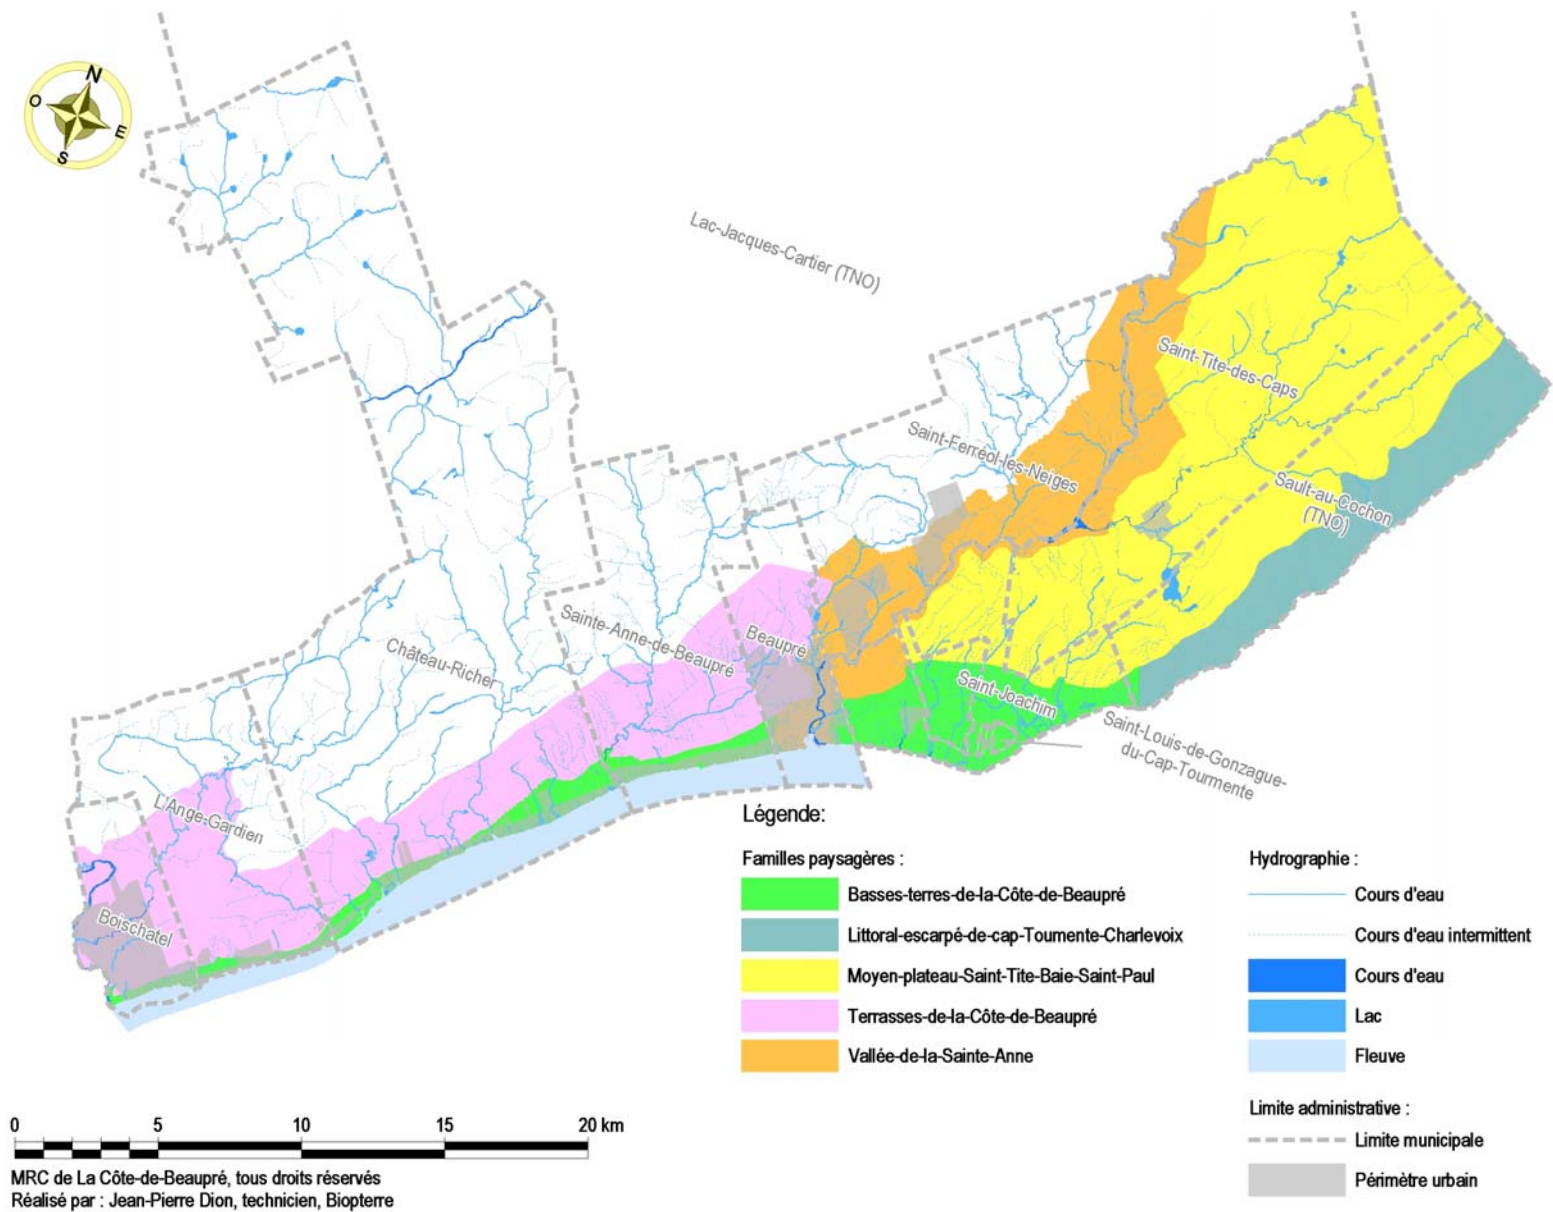 N
O
E
S
Lac-Jacques-Cartier (TNO)
Saint-Tite-des-Caps
Saint-Ferréol-les-Neiges
Sault-au-Cochon
(TNO)
Sainte-Anne-de-Beaupré
Beaupré
Château-Richer
Saint-Joachim
Saint-Louis-de-Gonzague-
du-Cap-Tourmente
L'Ange-Gardien
Boischatel
Légende:
Familles paysagères :
Basses-terres-de-la-Côte-de-Beaupré
Littoral-escarpé-de-cap-Toumente-Charlevoix
Moyen-plateau-Saint-Tite-Baie-Saint-Paul
Terrasses-de-la-Côte-de-Beaupré
Vallée-de-la-Sainte-Anne
Hydrographie :
Cours d'eau
Cours d'eau intermittent
Cours d'eau
Lac
Fleuve
Limite administrative :
Limite municipale
Périmètre urbain
0 5 10 15 20 km
MRC de La Côte-de-Beaupré, tous droits réservés
Réalisé par : Jean-Pierre Dion, technicien, Biopterre